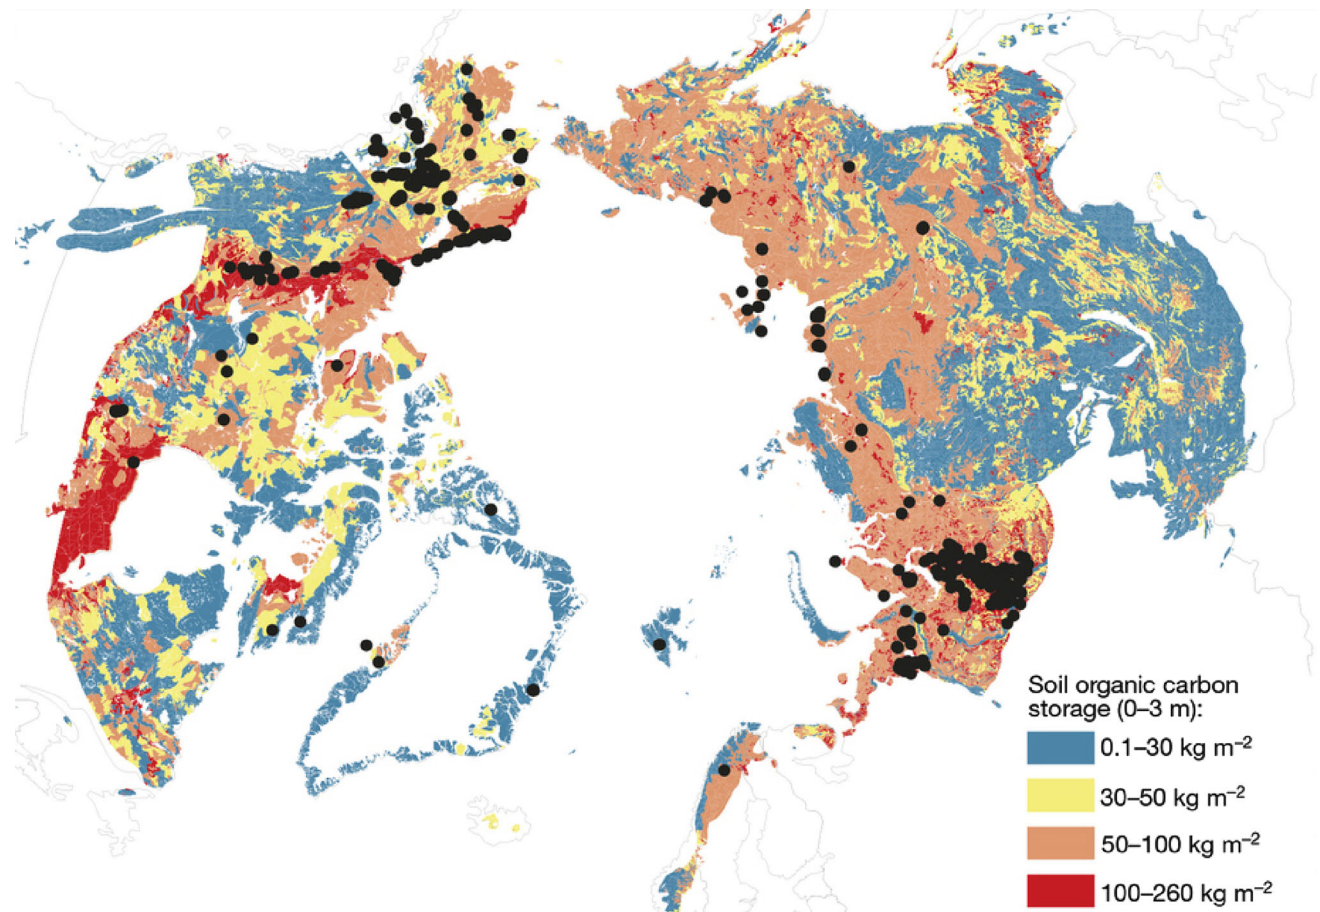 Soil organic carbon
storage (0–3 m):
0.1–30 kg m⁻²
30–50 kg m⁻²
50–100 kg m⁻²
100–260 kg m⁻²